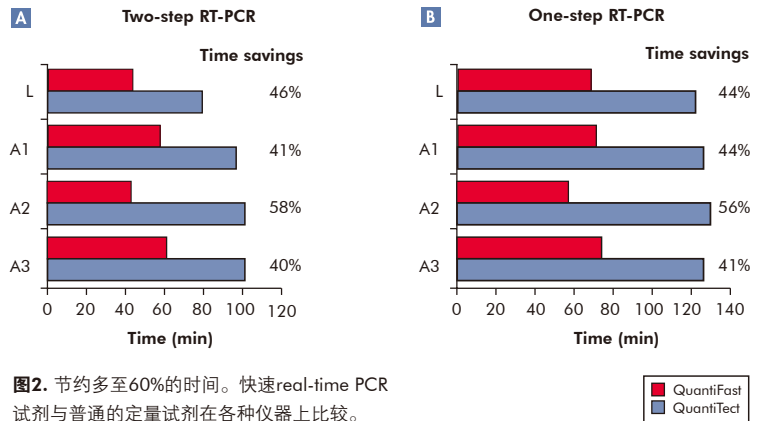 A Two-step RT-PCR
Time savings
L 46%
A1 41%
A2 58%
A3 40%
0 20 40 60 80 100 120
Time (min)
B One-step RT-PCR
Time savings
L 44%
A1 44%
A2 56%
A3 41%
0 20 40 60 80 100 120 140
Time (min)
图2. 节约多至60%的时间。快速real-time PCR
试剂与普通的定量试剂在各种仪器上比较。
QuantiFast
QuantiTect